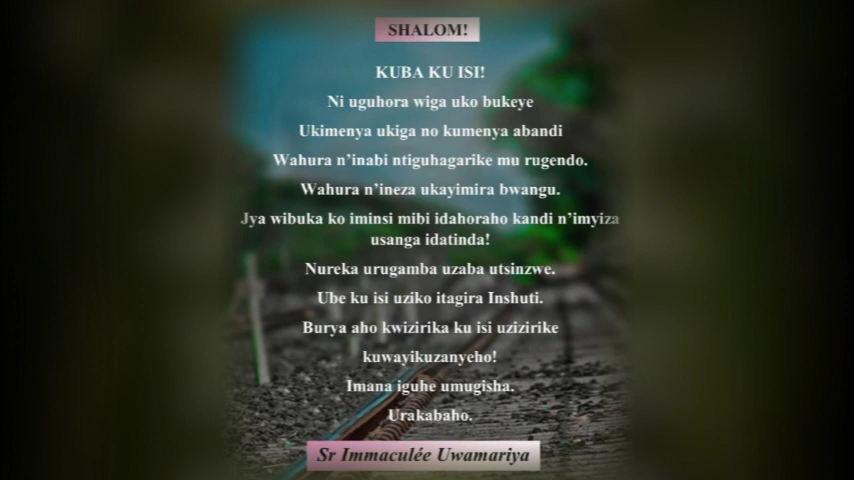 SHALOM!
KUBA KU ISI!
Ni uguhora wiga uko bukeye
Ukimenya ukiga no kumenya abandi
Wahura n’inabi ntiguhagarike mu rugendo.
Wahura n’ineza ukayimira bwangu.
Jya wibuka ko iminsi mibi idahoraho kandi n’imyiza
usanga idatinda!
Nureka urugamba uzaba utsinzwe.
Ube ku isi uziko itagira Inshuti.
Burya aho kwizirika ku isi uzizirike
kuwayikuzanyeho!
Imana iguhe umugisha.
Urakabaho.
Sr Immaculée Uwamariya